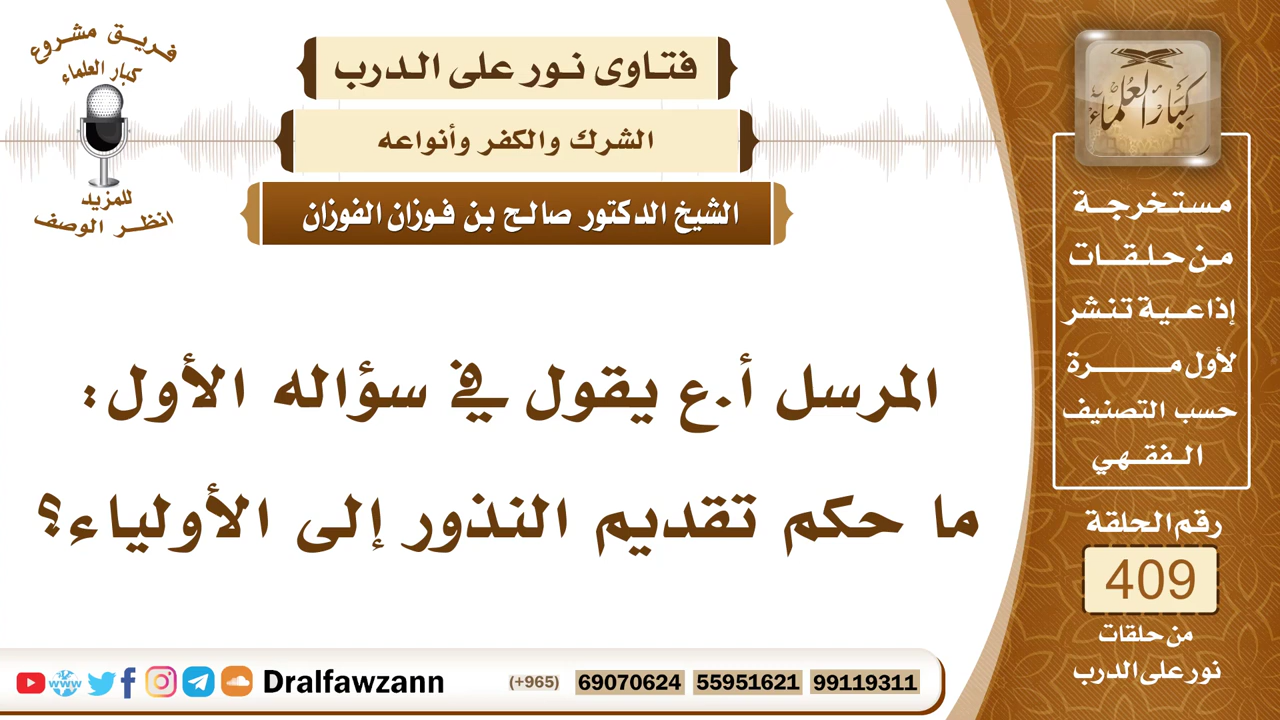 فريق مشروع
كبار العلماء
للمزيد
انظر الوصف
فتاوى نور على الدرب
الشرك والكفر وأنواعه
الشيخ الدكتور صالح بن فوزان الفوزان
المرسل أ.ع يقول في سؤاله الأول:
ما حكم تقديم النذور إلى الأولياء؟
كبار العلماء
مستخرجة
من حلقات
إذاعية تنشر
لأول مرة
حسب التصنيف
الفقهي
رقم الحلقة
409
من حلقات
نور على الدرب
www
Dralfawzann (+965) 69070624 55951621 99119311